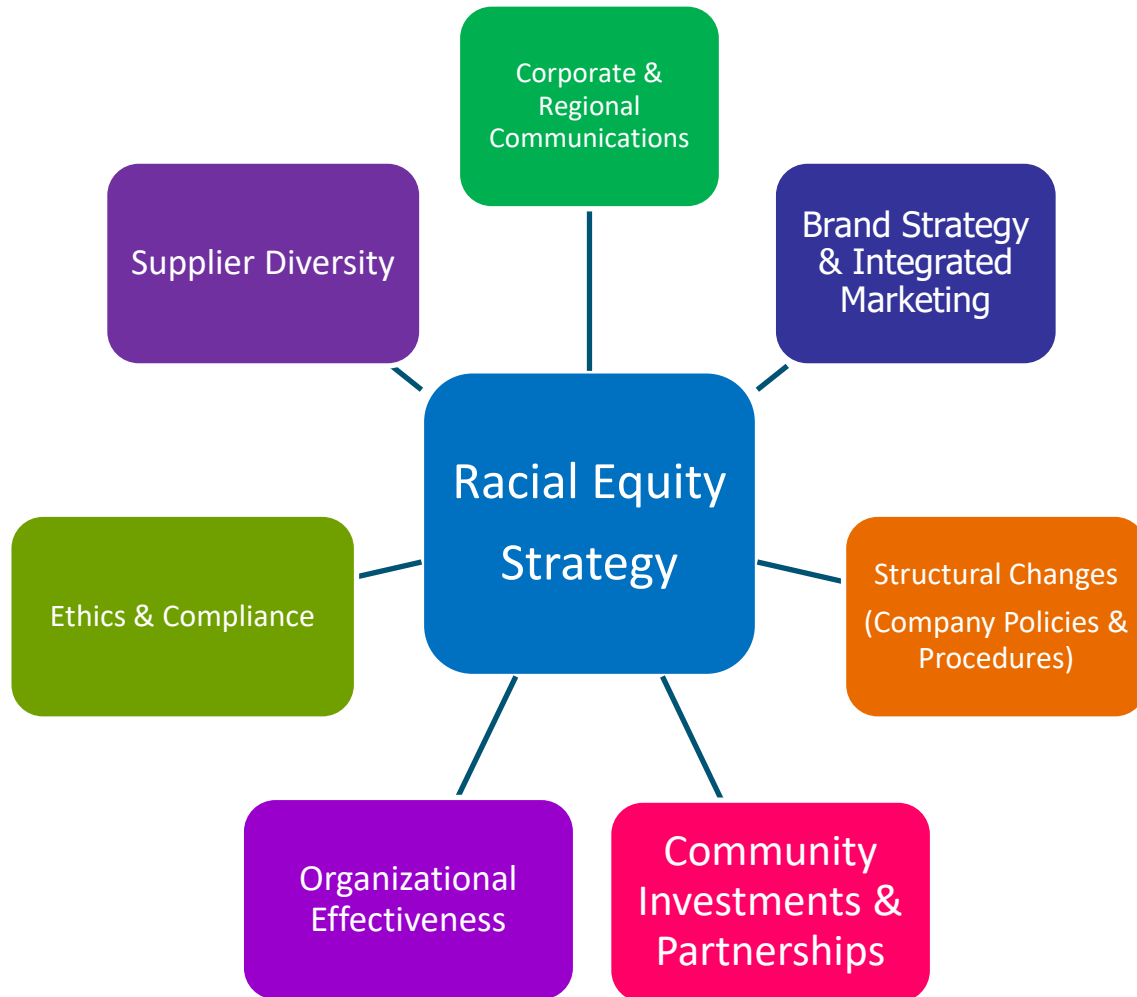 Corporate &
Regional
Communications
Supplier Diversity
Brand Strategy
& Integrated
Marketing
Racial Equity
Strategy
Ethics & Compliance
Structural Changes
(Company Policies &
Procedures)
Organizational
Effectiveness
Community
Investments &
Partnerships